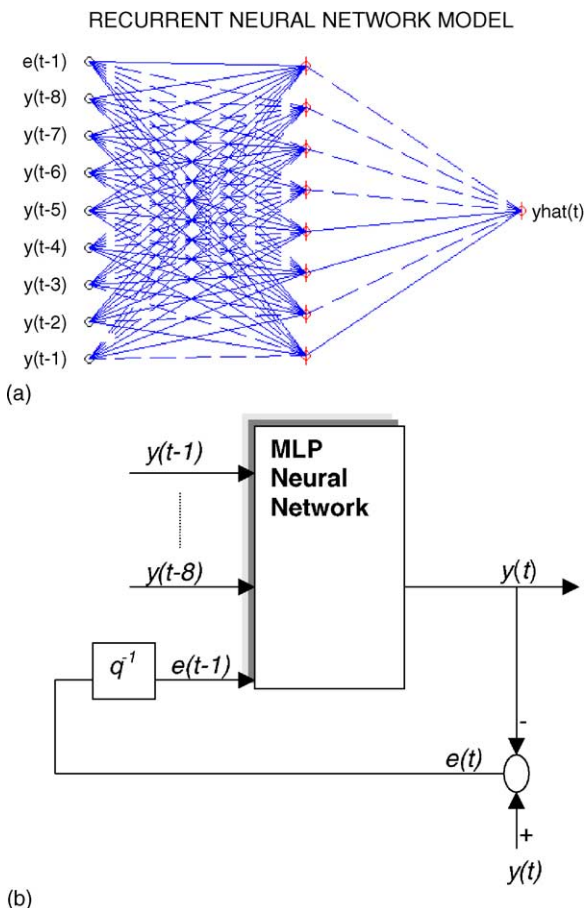 RECURRENT NEURAL NETWORK MODEL
e(t-1)
y(t-8)
y(t-7)
y(t-6)
y(t-5)
y(t-4)
y(t-3)
y(t-2)
y(t-1)
yhat(t)
(a)
y(t-1)
MLP
Neural
Network
y(t-8)
y(t)
q⁻¹
e(t-1)
-
e(t)
+
y(t)
(b)